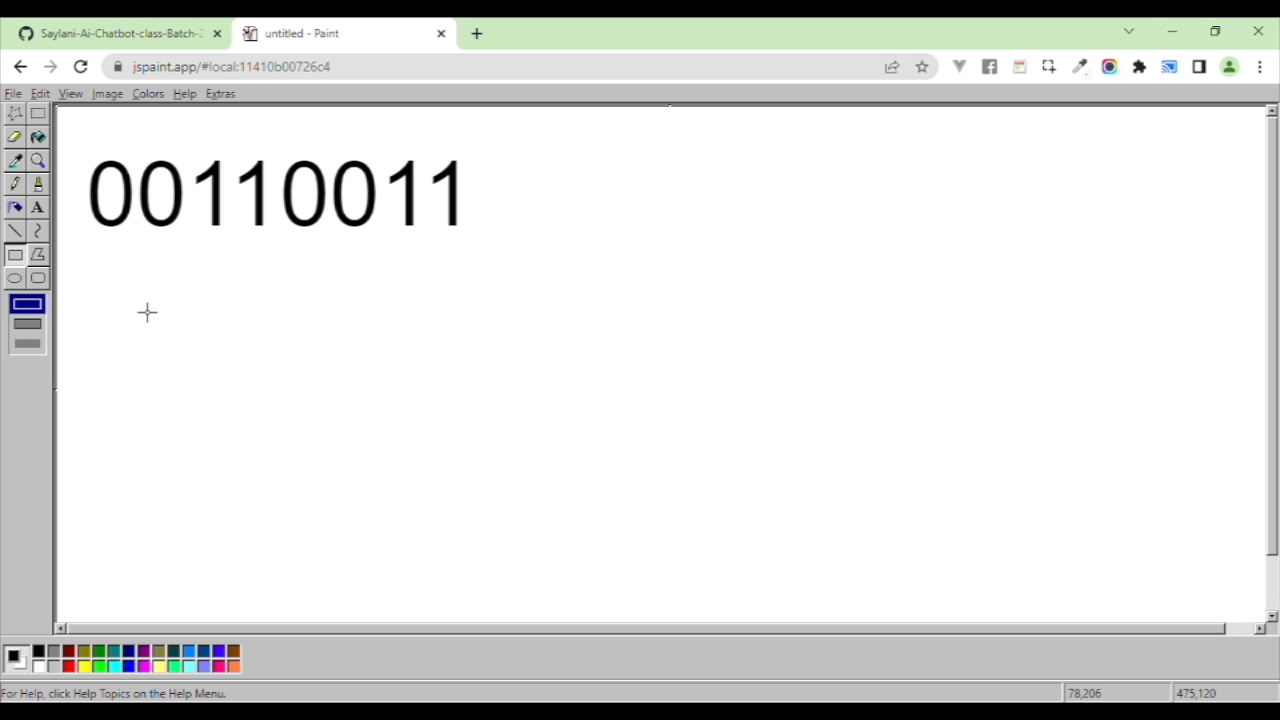 Saylani-Ai-Chatbot-class-Batch-2
untitled - Paint
jspaint.app/#local:11410b00726c4
File Edit View Image Colors Help Extras
00110011
For Help, click Help Topics on the Help Menu.
78,206
475,120